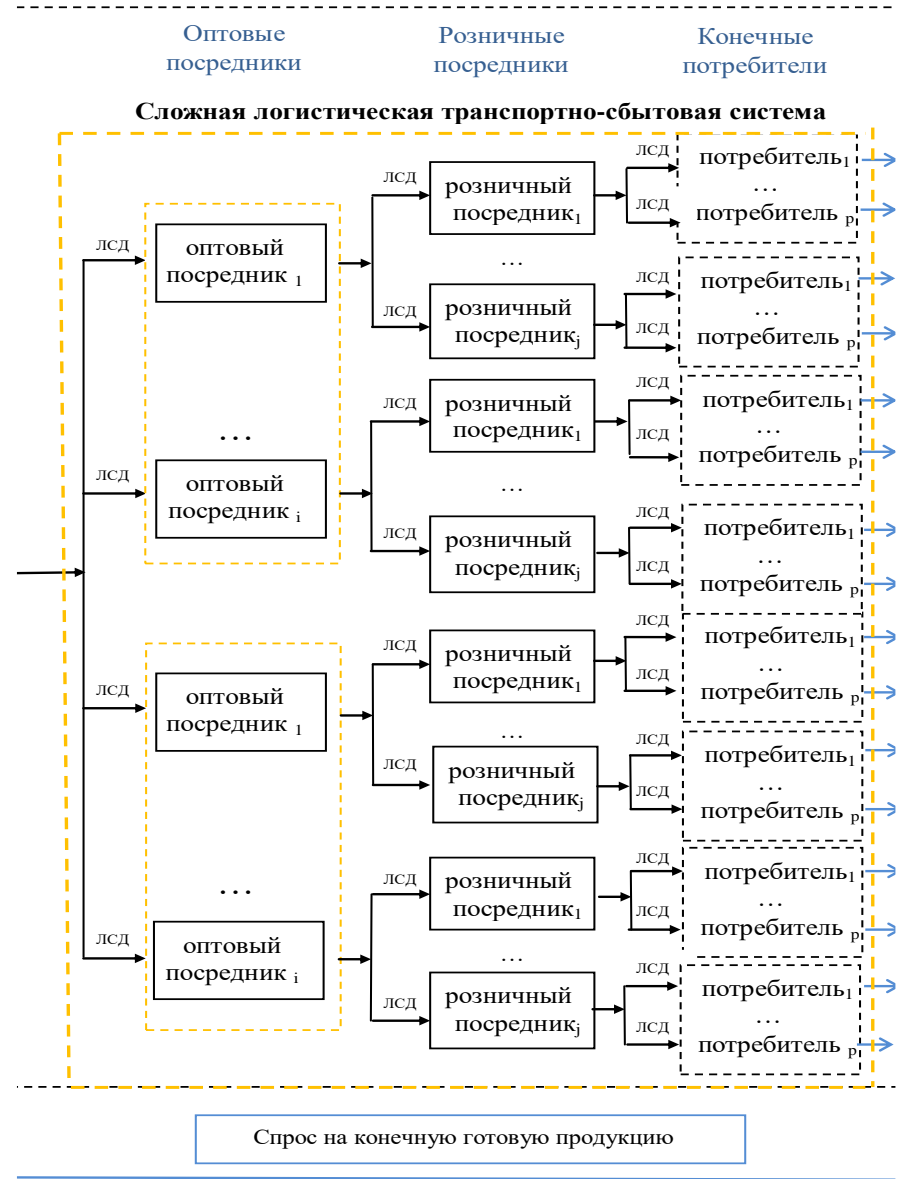 Оптовые
посредники
Розничные
посредники
Конечные
потребители
Сложная логистическая транспортно-сбытовая система
ЛСД
оптовый
посредник 1
ЛСД
розничный
посредник1
ЛСД
потребитель1
…
ЛСД
потребитель p
…
ЛСД
розничный
посредникj
ЛСД
потребитель1
…
ЛСД
потребитель p
…
ЛСД
оптовый
посредник i
ЛСД
розничный
посредник1
ЛСД
потребитель1
…
ЛСД
потребитель p
…
ЛСД
розничный
посредникj
ЛСД
потребитель1
…
ЛСД
потребитель p
ЛСД
оптовый
посредник 1
ЛСД
розничный
посредник1
ЛСД
потребитель1
…
ЛСД
потребитель p
…
ЛСД
розничный
посредникj
ЛСД
потребитель1
…
ЛСД
потребитель p
…
ЛСД
оптовый
посредник i
ЛСД
розничный
посредник1
ЛСД
потребитель1
…
ЛСД
потребитель p
…
ЛСД
розничный
посредникj
ЛСД
потребитель1
…
ЛСД
потребитель p
Спрос на конечную готовую продукцию